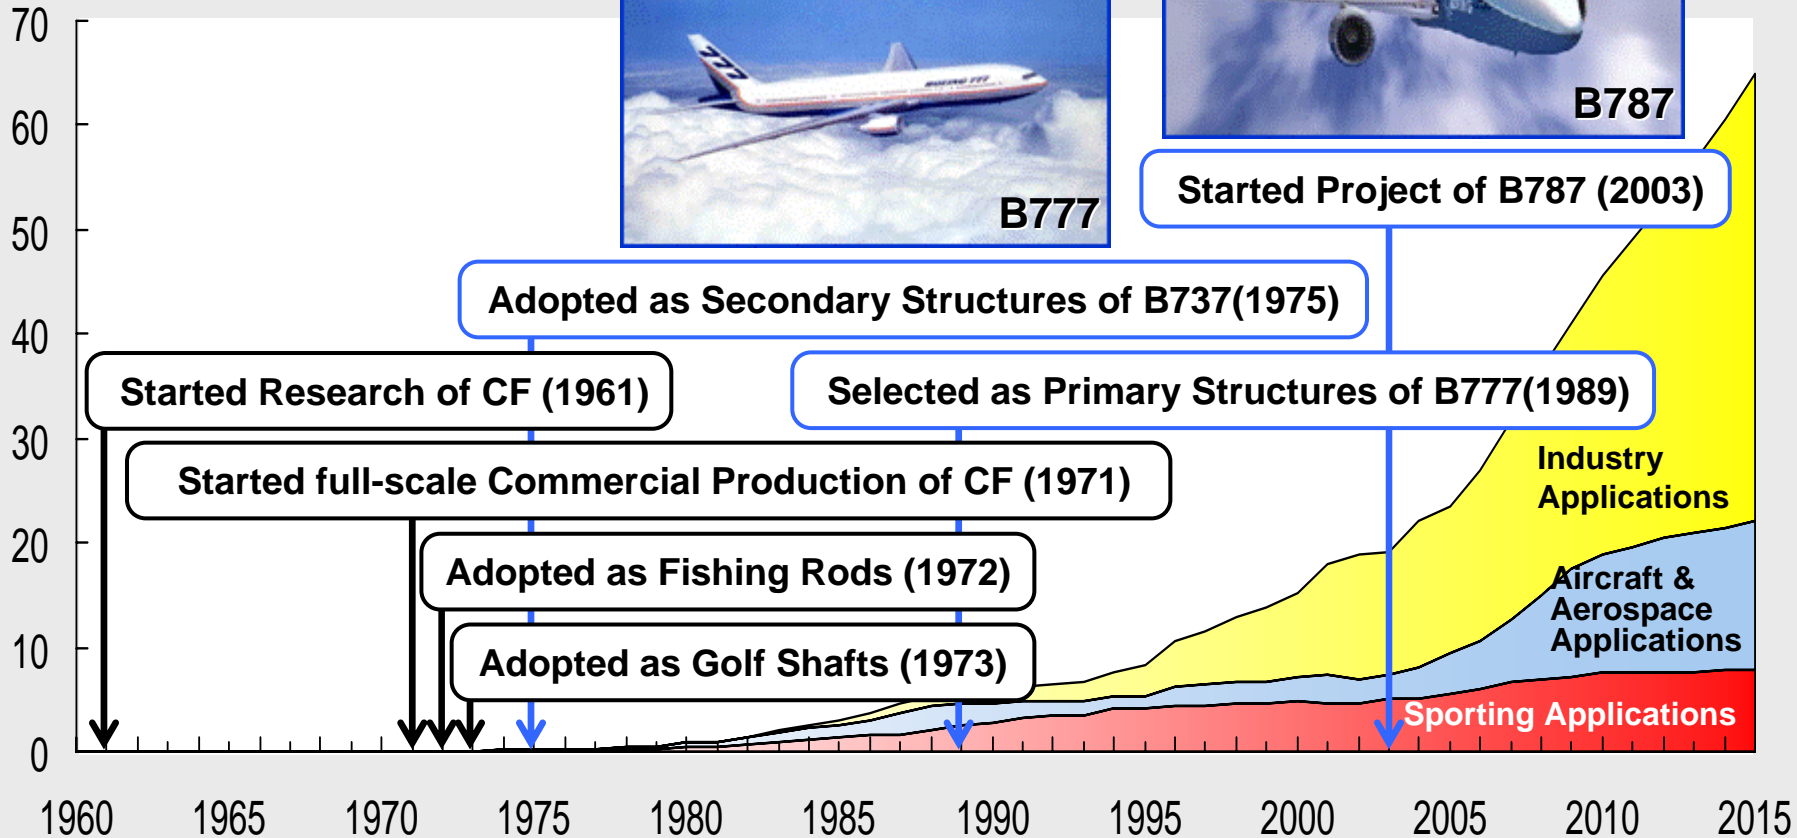 70
60
50
40
30
20
10
0
777
BOEING 777
B777
B787
Started Project of B787 (2003)
Adopted as Secondary Structures of B737(1975)
Started Research of CF (1961)
Selected as Primary Structures of B777(1989)
Started full-scale Commercial Production of CF (1971)
Adopted as Fishing Rods (1972)
Adopted as Golf Shafts (1973)
Industry
Applications
Aircraft &
Aerospace
Applications
Sporting Applications
1960
1965
1970
1975
1980
1985
1990
1995
2000
2005
2010
2015